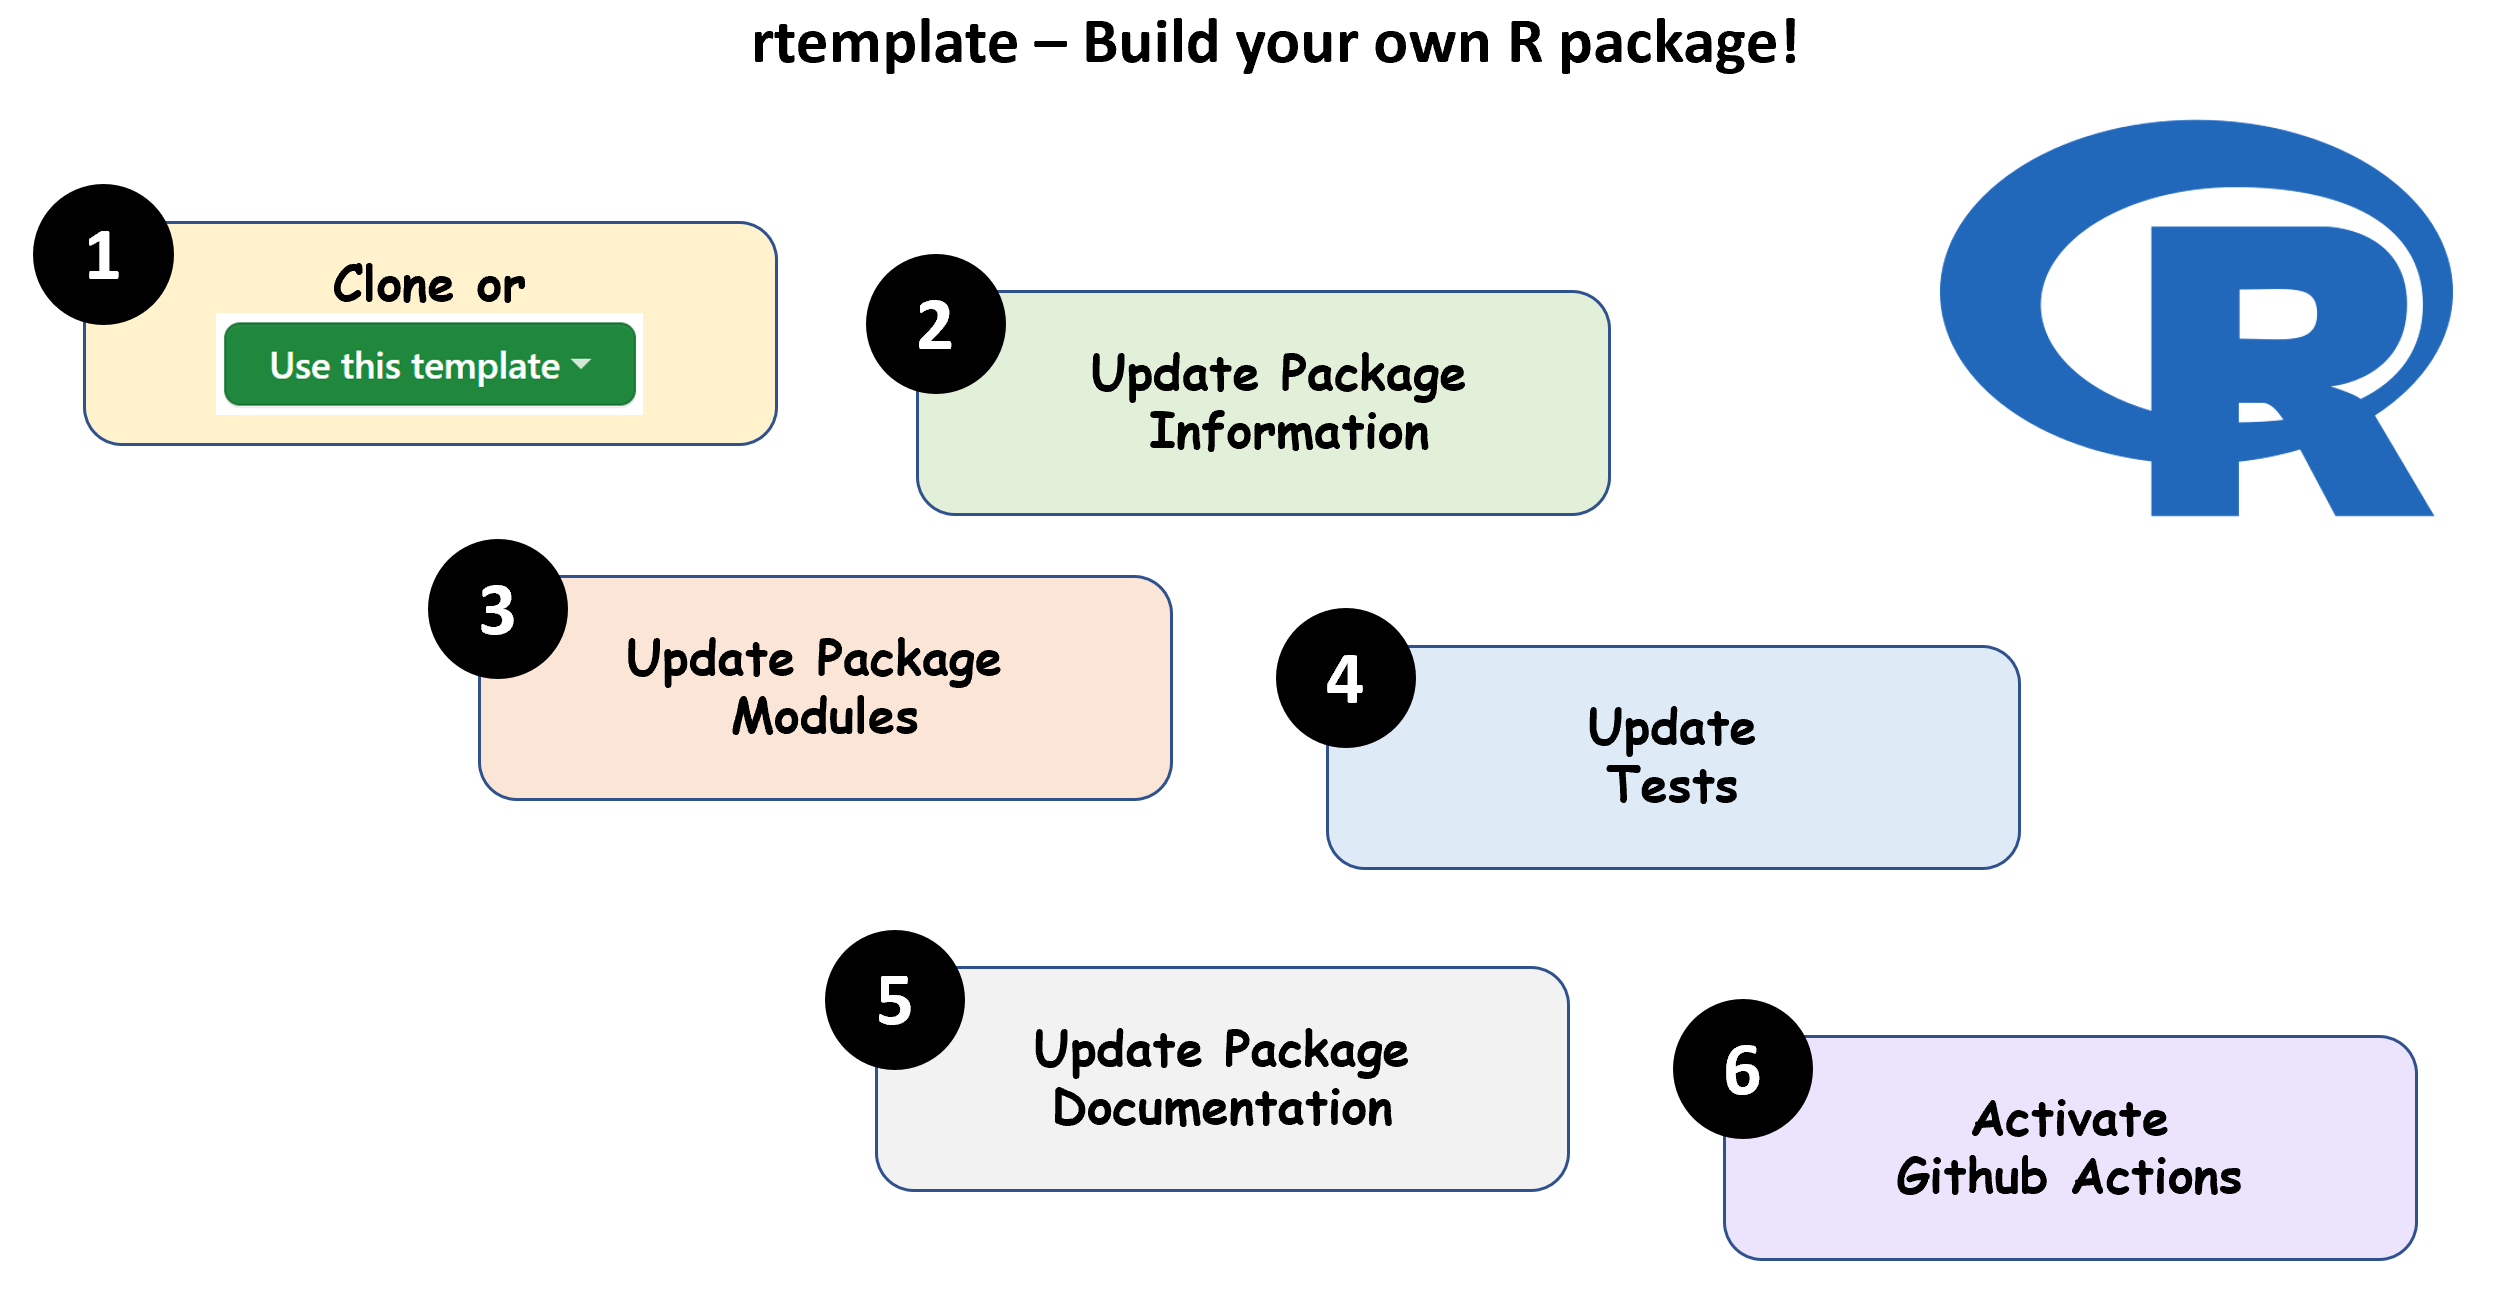 rtemplate – Build your own R package!
1
Clone or
Use this template
2
Update Package
Information
R
3
Update Package
Modules
4
Update
Tests
5
Update Package
Documentation
6
Activate
Github Actions